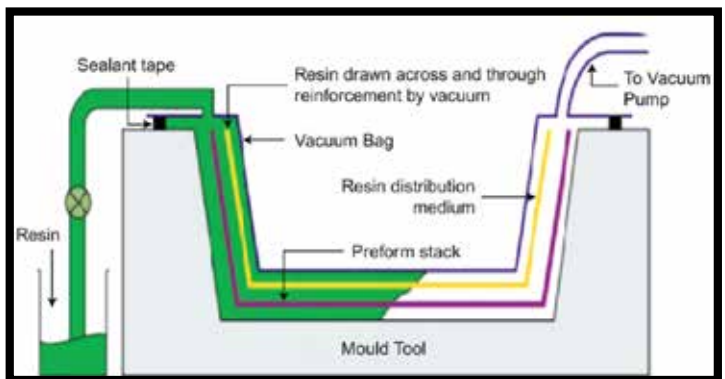 Sealant tape
Resin drawn across and through
reinforcement by vacuum
To Vacuum
Pump
Vacuum Bag
Resin distribution
medium
Resin
Preform stack
Mould Tool